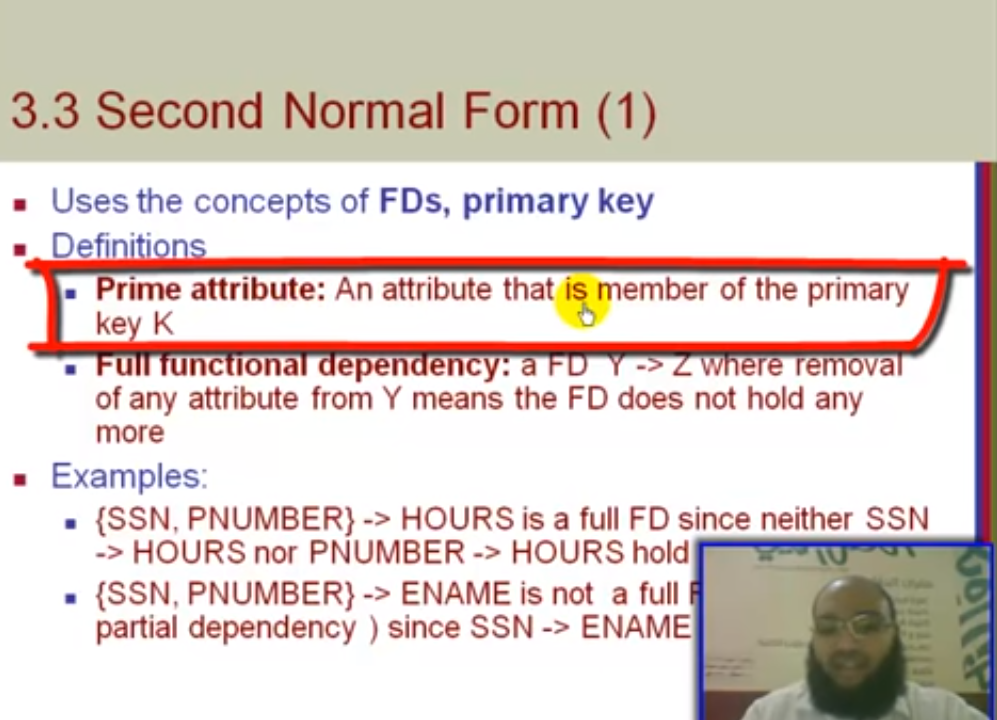 3.3 Second Normal Form (1)
Uses the concepts of FDs, primary key
Definitions
Prime attribute: An attribute that is member of the primary
key K
Full functional dependency: a FD Y -> Z where removal
of any attribute from Y means the FD does not hold any
more
Examples:
{SSN, PNUMBER} -> HOURS is a full FD since neither SSN
-> HOURS nor PNUMBER -> HOURS hold
{SSN, PNUMBER} -> ENAME is not a full
partial dependency ) since SSN -> ENAME